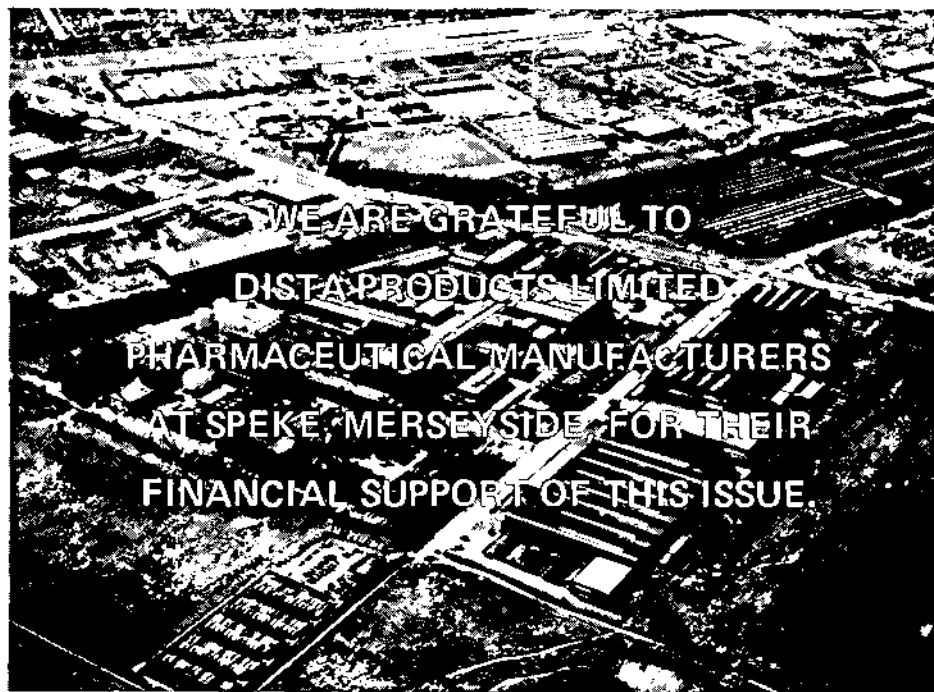 WE ARE GRATEFUL TO
DISTA PRODUCTS LIMITED
PHARMACEUTICAL MANUFACTURERS
AT SPEKE, MERSEYSIDE, FOR THEIR
FINANCIAL SUPPORT OF THIS ISSUE.